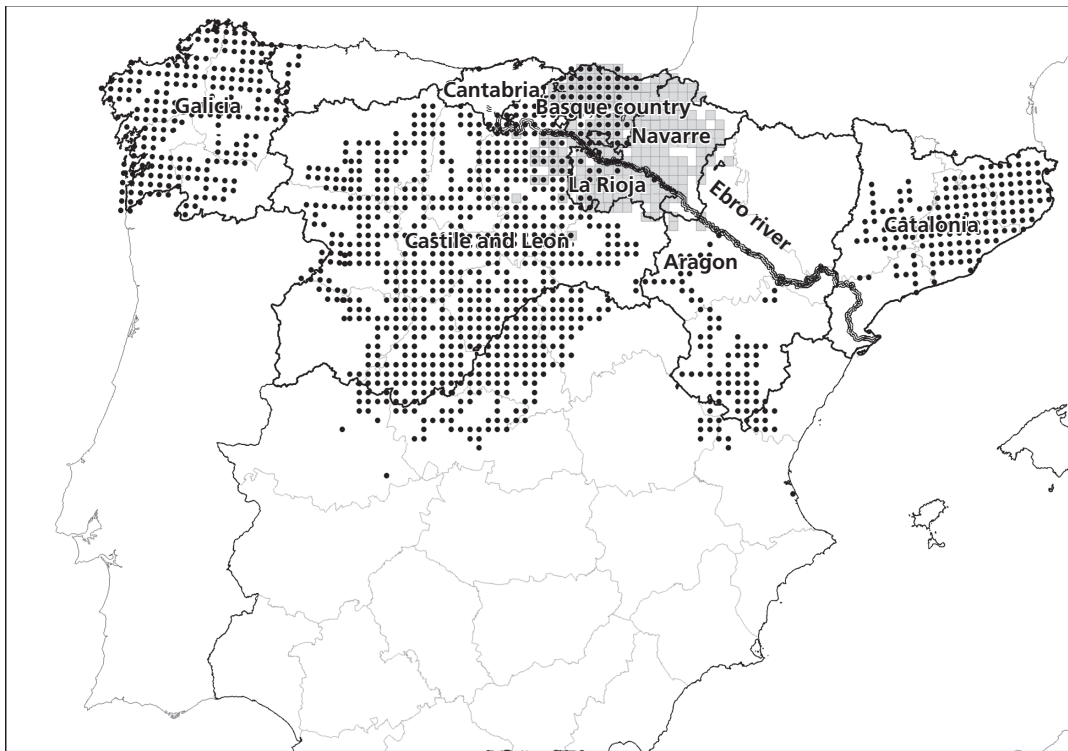 Cantabria
Galicia
Basque country
Navarre
La Rioja
Ebro river
Catalonia
Castile and Leon
Aragon